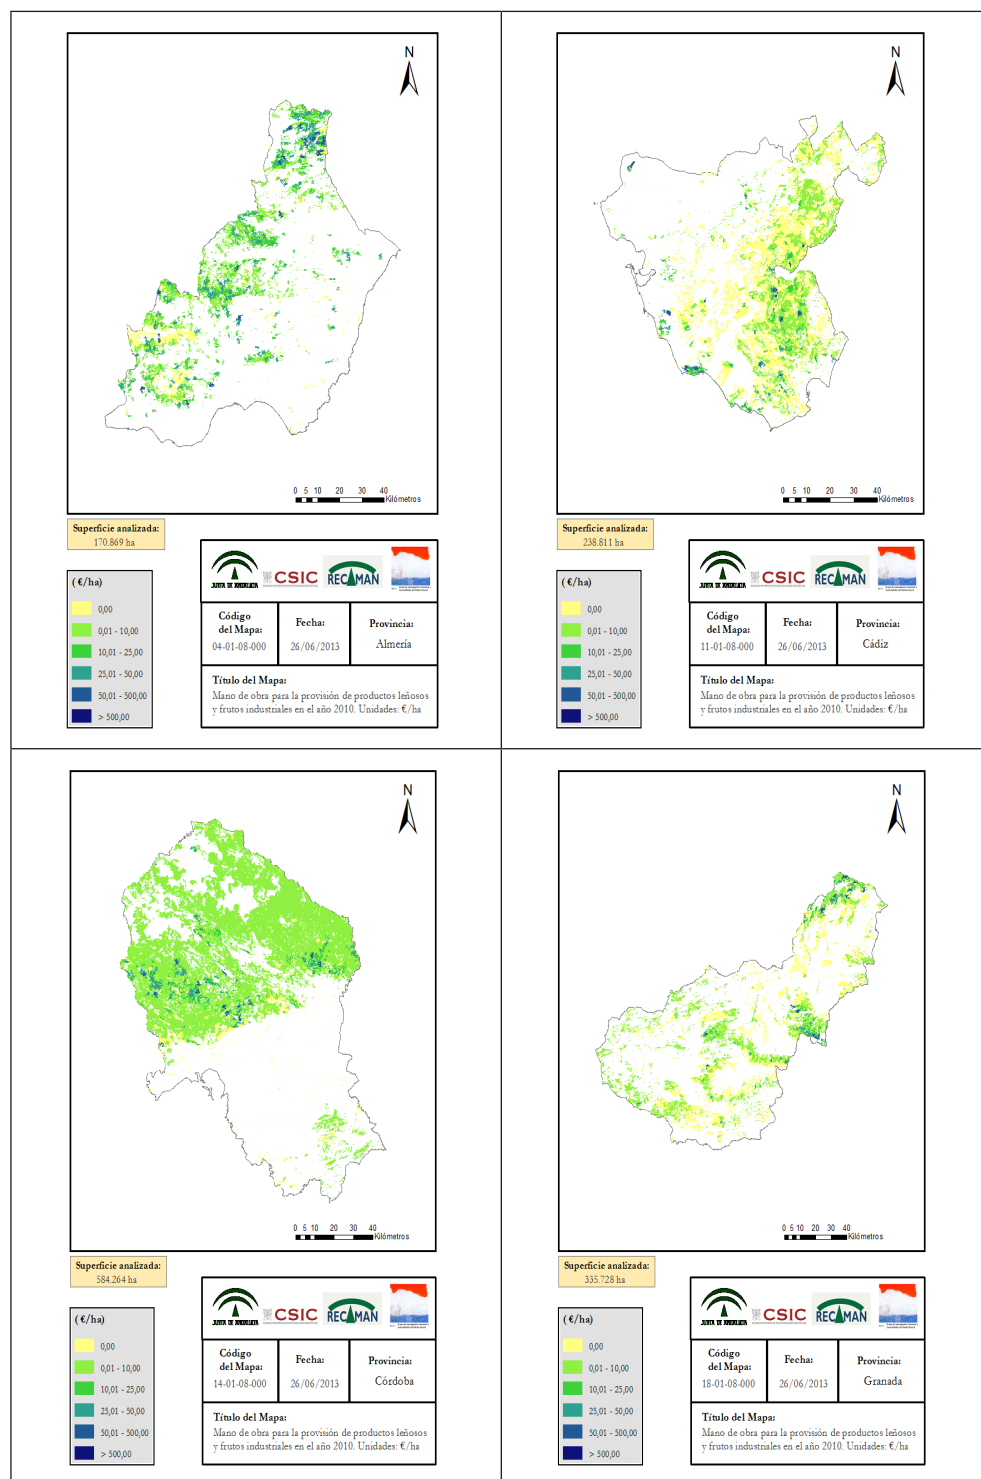 N
0 5 10 20 30 40
Kilómetros
Superficie analizada:
170.869 ha
(€/ha)
0,00
0,01 - 10,00
10,01 - 25,00
25,01 - 50,00
50,01 - 500,00
> 500,00
JUNTA DE ANDALUCIA
CSIC
RECAMAN
Código
del Mapa:
04-01-08-000
Fecha:
26/06/2013
Provincia:
Almería
Título del Mapa:
Mano de obra para la provisión de productos leñosos
y frutos industriales en el año 2010. Unidades: €/ha
N
0 5 10 20 30 40
Kilómetros
Superficie analizada:
238.811 ha
(€/ha)
0,00
0,01 - 10,00
10,01 - 25,00
25,01 - 50,00
50,01 - 500,00
> 500,00
JUNTA DE ANDALUCIA
CSIC
RECAMAN
Código
del Mapa:
11-01-08-000
Fecha:
26/06/2013
Provincia:
Cádiz
Título del Mapa:
Mano de obra para la provisión de productos leñosos
y frutos industriales en el año 2010. Unidades: €/ha
N
0 5 10 20 30 40
Kilómetros
Superficie analizada:
584.264 ha
(€/ha)
0,00
0,01 - 10,00
10,01 - 25,00
25,01 - 50,00
50,01 - 500,00
> 500,00
JUNTA DE ANDALUCIA
CSIC
RECAMAN
Código
del Mapa:
14-01-08-000
Fecha:
26/06/2013
Provincia:
Córdoba
Título del Mapa:
Mano de obra para la provisión de productos leñosos
y frutos industriales en el año 2010. Unidades: €/ha
N
0 5 10 20 30 40
Kilómetros
Superficie analizada:
335.728 ha
(€/ha)
0,00
0,01 - 10,00
10,01 - 25,00
25,01 - 50,00
50,01 - 500,00
> 500,00
JUNTA DE ANDALUCIA
CSIC
RECAMAN
Código
del Mapa:
18-01-08-000
Fecha:
26/06/2013
Provincia:
Granada
Título del Mapa:
Mano de obra para la provisión de productos leñosos
y frutos industriales en el año 2010. Unidades: €/ha